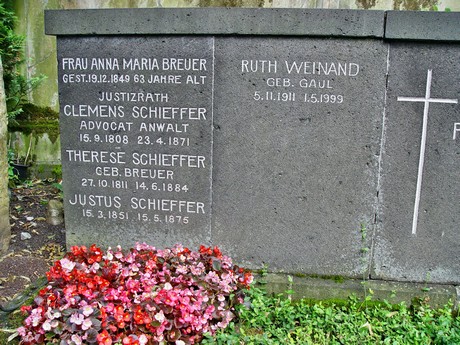 FRAU ANNA MARIA BREUER
GEST. 19.12.1849 63 JAHRE ALT
JUSTIZRATH
CLEMENS SCHIEFFER
ADVOCAT ANWALT
15.9.1808 23.4.1871
THERESE SCHIEFFER
GEB. BREUER
27.10.1811 14.6.1884
JUSTUS SCHIEFFER
15.3.1851 15.5.1875
RUTH WEINAND
GEB. GAUL
5.11.1911 1.5.1999